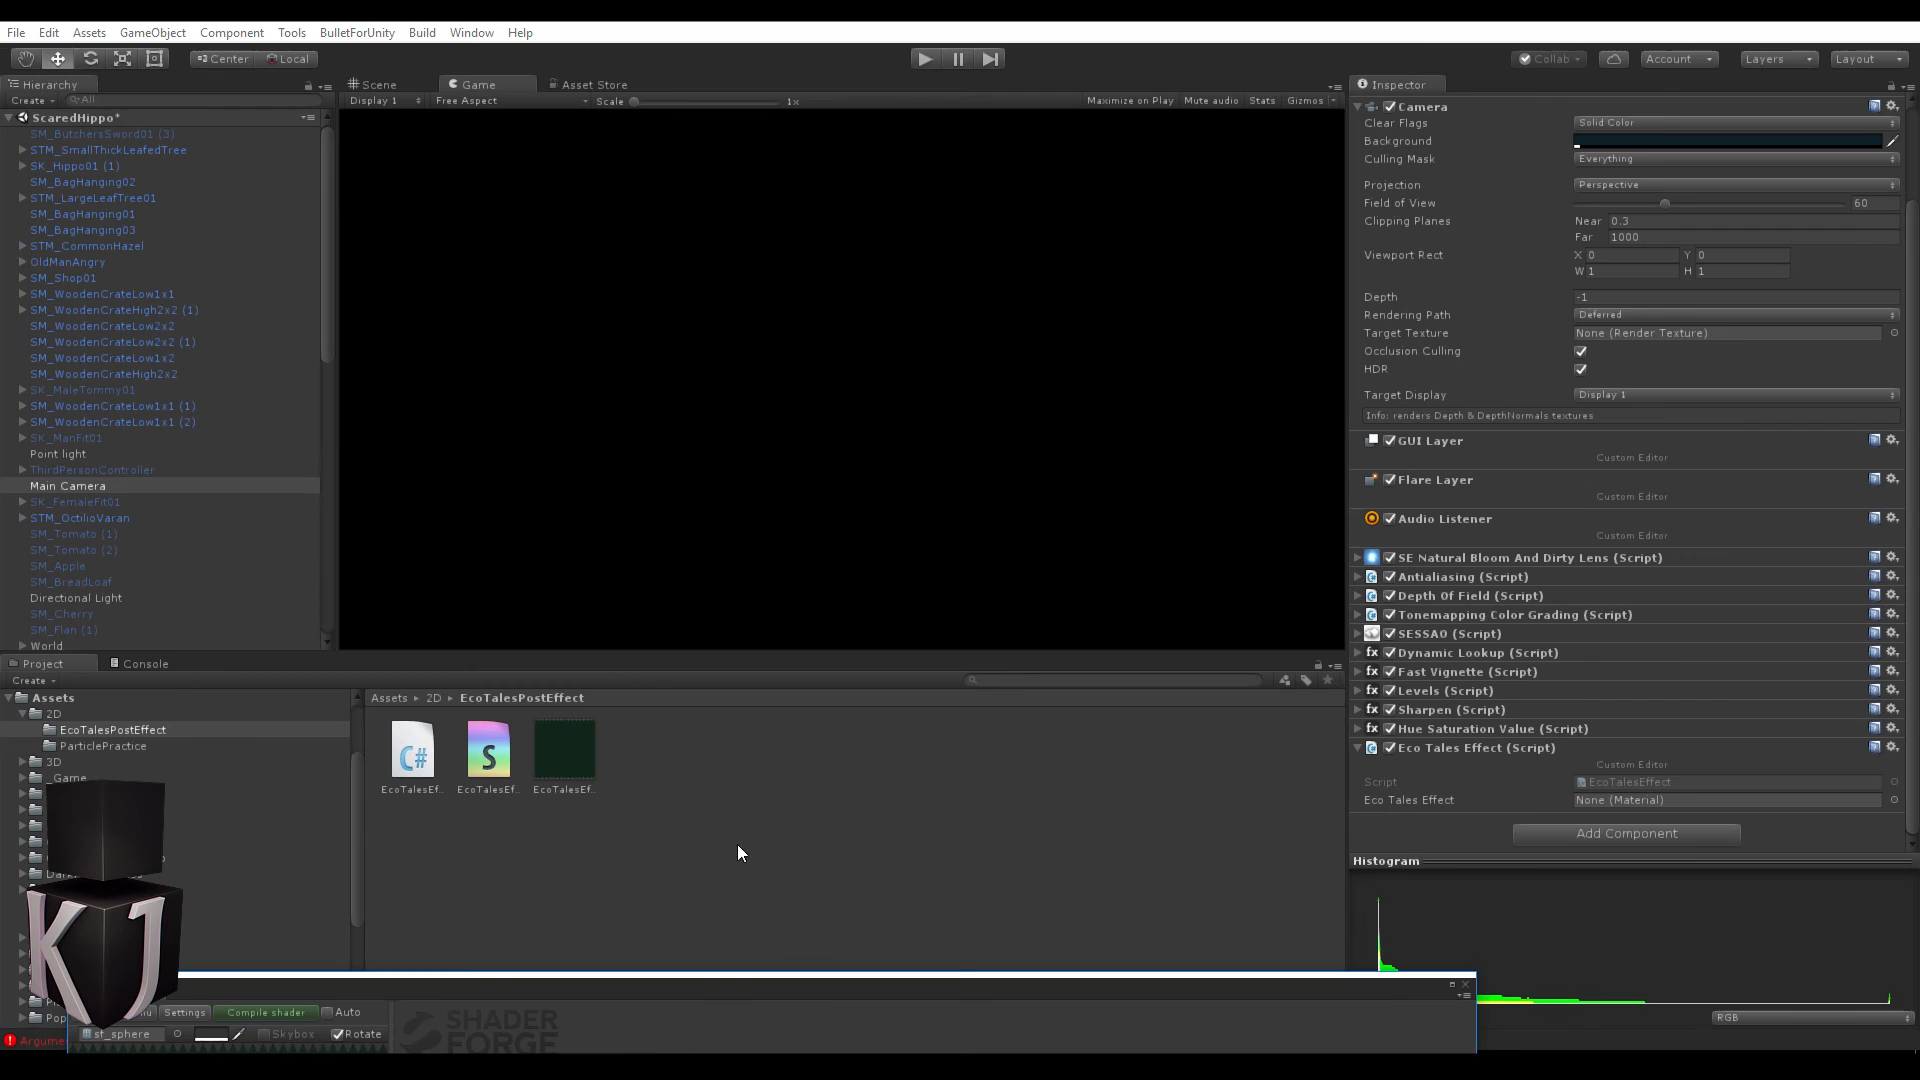 File Edit Assets GameObject Component Tools BulletForUnity Build Window Help
Center Local Collab Account Layers Layout
Hierarchy
Create All
ScaredHippo*
SM_ButchersSword01 (3)
STM_SmallThickLeafedTree
SK_Hippo01 (1)
SM_BagHanging02
STM_LargeLeafTree01
SM_BagHanging01
SM_BagHanging03
STM_CommonHazel
OldManAngry
SM_Shop01
SM_WoodenCrateLow1x1
SM_WoodenCrateHigh2x2 (1)
SM_WoodenCrateLow2x2
SM_WoodenCrateLow2x2 (1)
SM_WoodenCrateLow1x2
SM_WoodenCrateHigh2x2
SK_MaleTommy01
SM_WoodenCrateLow1x1 (1)
SM_WoodenCrateLow1x1 (2)
SK_ManFit01
Point light
ThirdPersonController
Main Camera
SK_FemaleFit01
STM_OctilioVaran
SM_Tomato (1)
SM_Tomato (2)
SM_Apple
SM_BreadLoaf
Directional Light
SM_Cherry
SM_Flan (1)
World
Scene Game Asset Store
Display 1 Free Aspect Scale 1x Maximize on Play Mute audio Stats Gizmos
Project Console
Create
Assets
2D
EcoTalesPostEffect
ParticlePractice
3D
_Game
Pop
Assets 2D EcoTalesPostEffect
C# S
EcoTalesEf.. EcoTalesEf.. EcoTalesEf..
KJ
Argume
Settings Compile shader Auto
sf_sphere Skybox Rotate
SHADER
FORGE
Inspector
Camera
Clear Flags Solid Color
Background
Culling Mask Everything
Projection Perspective
Field of View 60
Clipping Planes Near 0.3
Far 1000
Viewport Rect X 0 Y 0
W 1 H 1
Depth -1
Rendering Path Deferred
Target Texture None (Render Texture)
Occlusion Culling
HDR
Target Display Display 1
Info: renders Depth & DepthNormals textures
GUI Layer
Custom Editor
Flare Layer
Custom Editor
Audio Listener
Custom Editor
SE Natural Bloom And Dirty Lens (Script)
Antialiasing (Script)
Depth Of Field (Script)
Tonemapping Color Grading (Script)
SESSAO (Script)
fx Dynamic Lookup (Script)
fx Fast Vignette (Script)
fx Levels (Script)
fx Sharpen (Script)
fx Hue Saturation Value (Script)
Eco Tales Effect (Script)
Custom Editor
Script EcoTalesEffect
Eco Tales Effect None (Material)
Add Component
Histogram
RGB